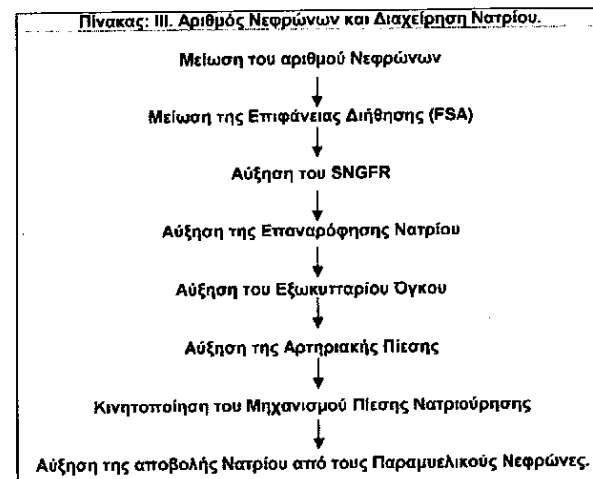 Πίνακας: ΙΙΙ. Αριθμός Νεφρώνων και Διαχείρηση Νατρίου.
Μείωση του αριθμού Νεφρώνων
Μείωση της Επιφάνειας Διήθησης (FSA)
Αύξηση του SNGFR
Αύξηση της Επαναρόφησης Νατρίου
Αύξηση του Εξωκυτταρίου Όγκου
Αύξηση της Αρτηριακής Πίεσης
Κινητοποίηση του Μηχανισμού Πίεσης Νατριούρησης
Αύξηση της αποβολής Νατρίου από τους Παραμυελικούς Νεφρώνες.